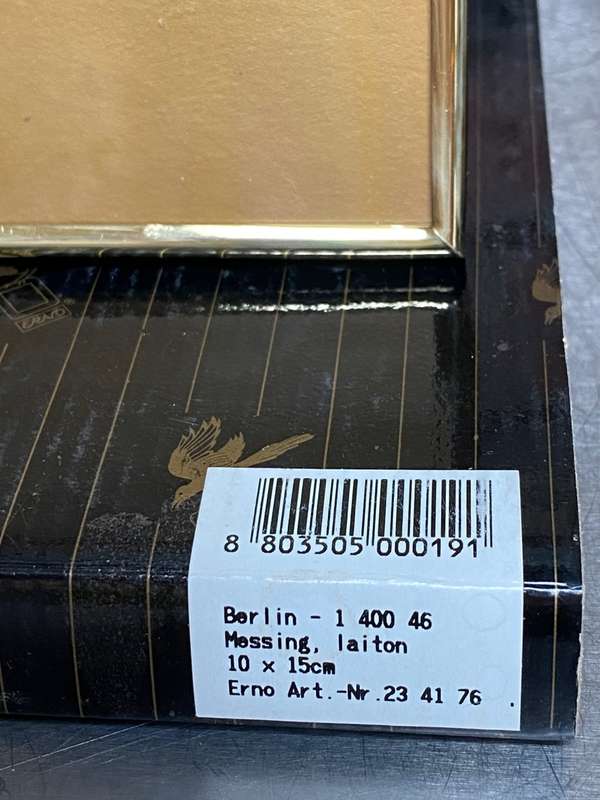 8 803505 000191
Berlin - 1 400 46
Messing, laiton
10 x 15cm
Erno Art.-Nr.23 41 76 .